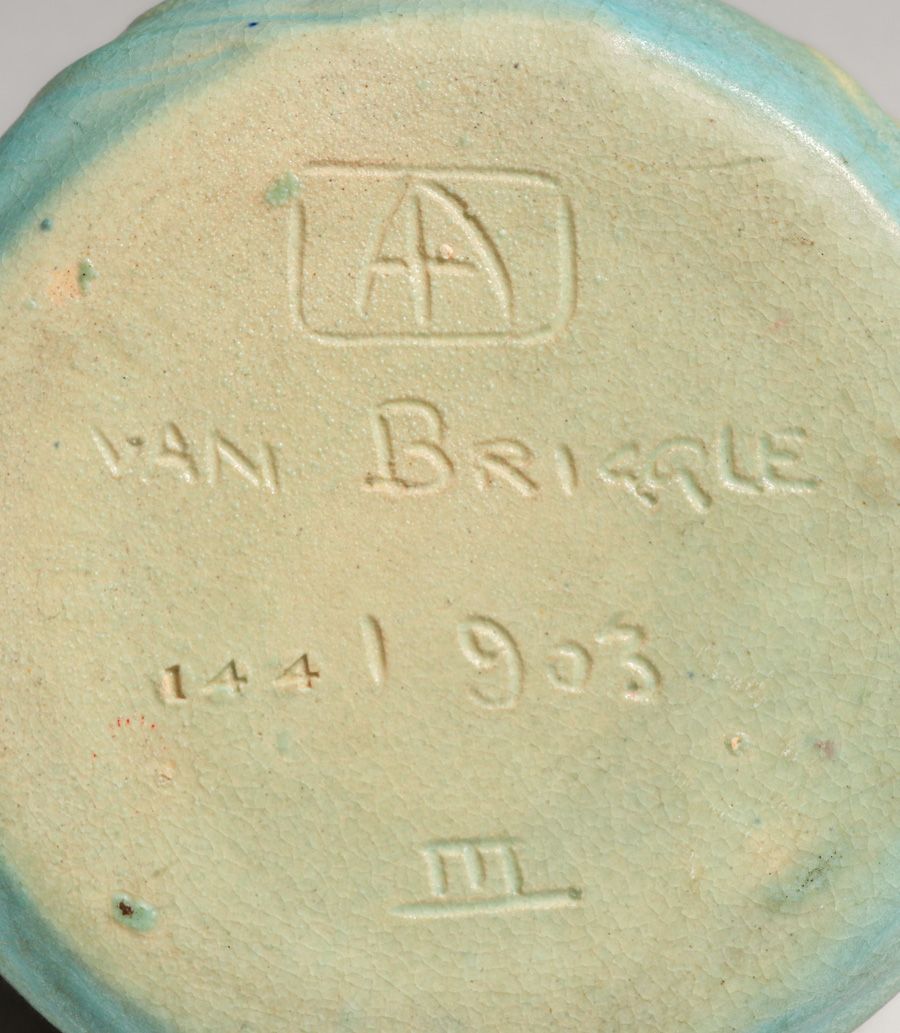 AA
VAN BRIGGLE
144 1903
III